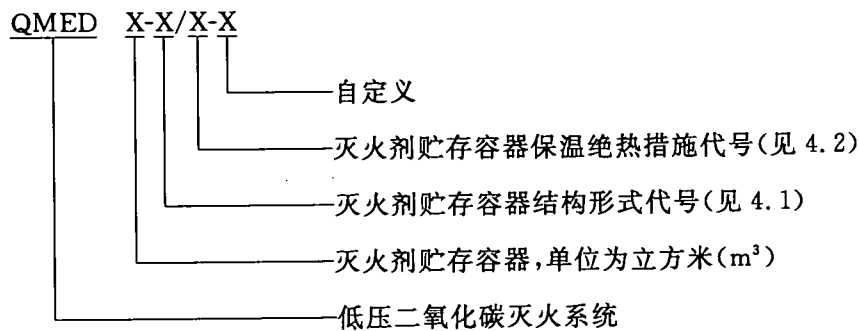 QMED X-X/X-X
自定义
灭火剂贮存容器保温绝热措施代号(见 4.2)
灭火剂贮存容器结构形式代号(见 4.1)
灭火剂贮存容器,单位为立方米(m³)
低压二氧化碳灭火系统